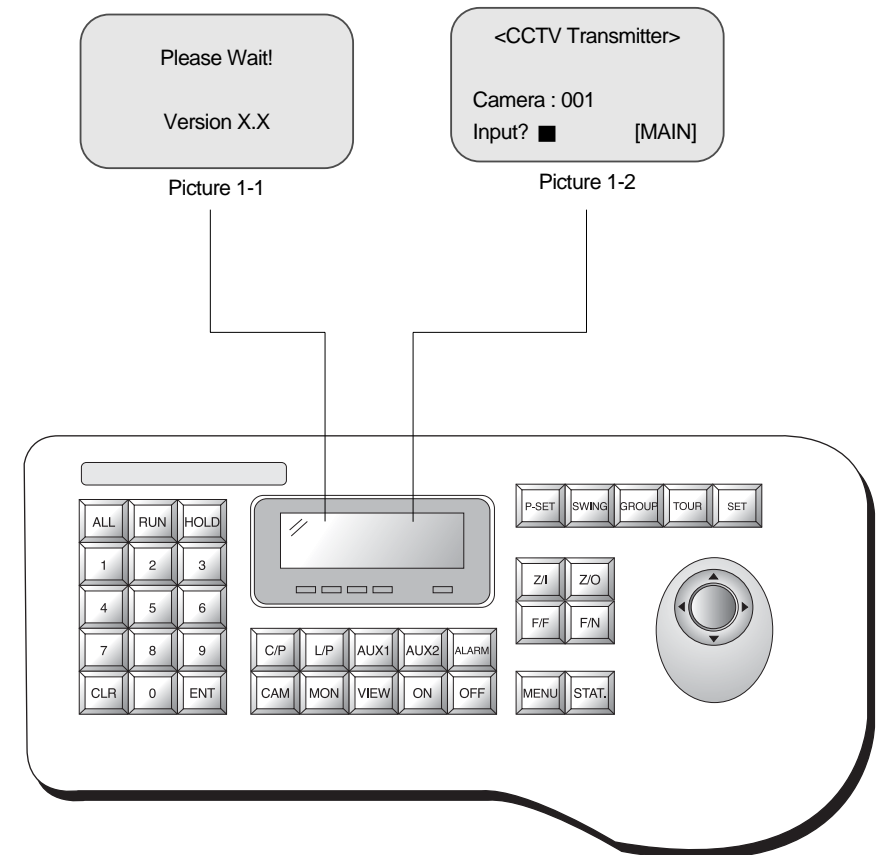 Please Wait!
Version X.X
Picture 1-1
<CCTV Transmitter>
Camera : 001
Input? ■ [MAIN]
Picture 1-2
ALL RUN HOLD
1 2 3
4 5 6
7 8 9
CLR 0 ENT
C/P L/P AUX1 AUX2 ALARM
CAM MON VIEW ON OFF
P-SET SWING GROUP TOUR SET
Z/I Z/O
F/F F/N
MENU STAT.